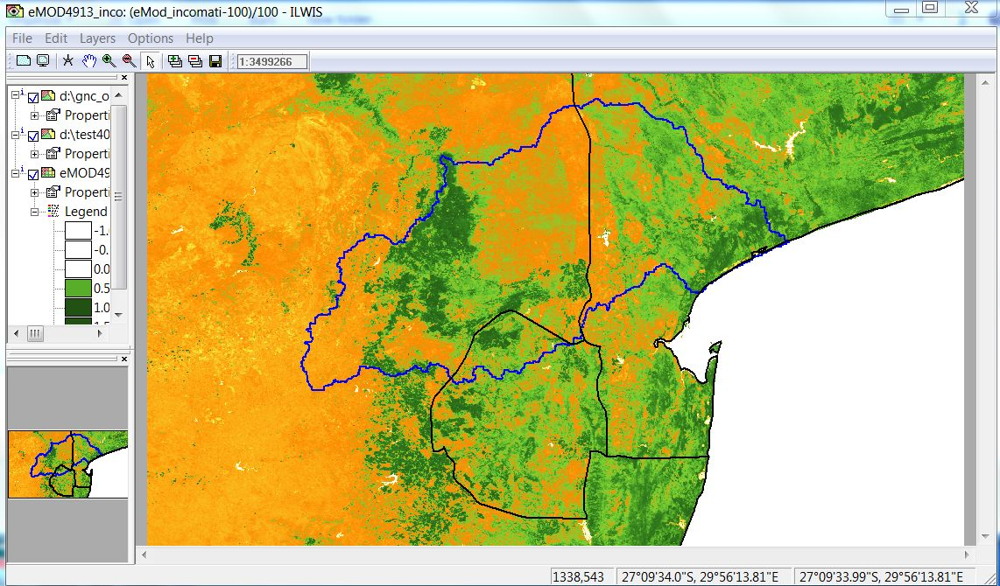 eMOD4913_inco: (eMod_incomati-100)/100 - ILWIS
File Edit Layers Options Help
1:3499266
d:\gnc_o
Properti
d:\test40
Properti
eMOD49
Properti
Legend
-1.
-0.
0.0
0.5
1.0
1338,543 27°09'34.0"S, 29°56'13.81"E 27°09'33.99"S, 29°56'13.81"E